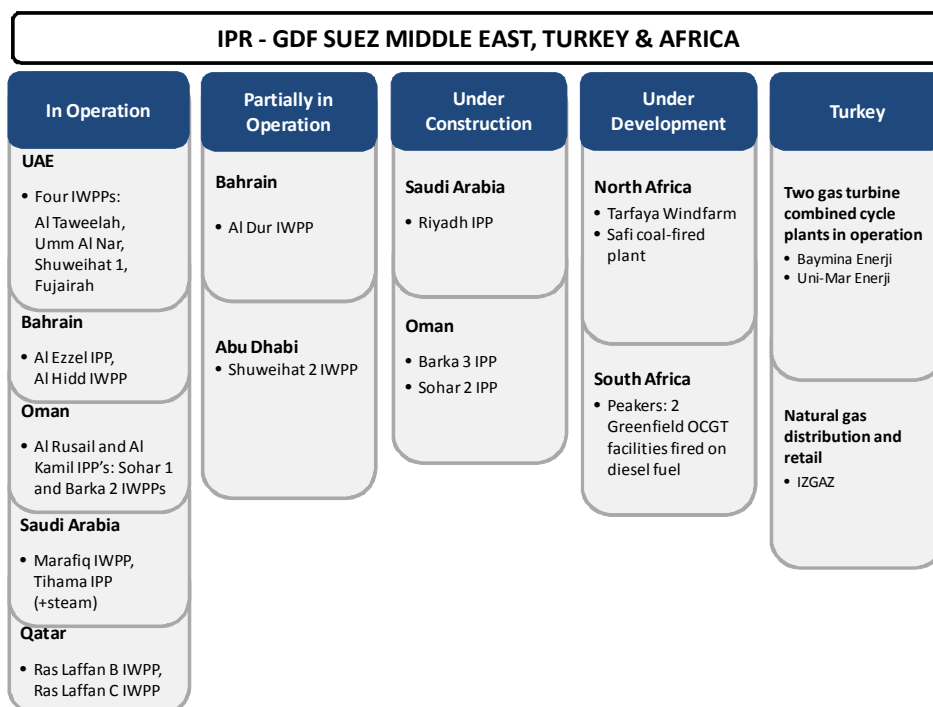 IPR - GDF SUEZ MIDDLE EAST, TURKEY & AFRICA
In Operation
UAE
• Four IWPPs:
Al Taweelah,
Umm Al Nar,
Shuweihat 1,
Fujairah
Bahrain
• Al Ezzel IPP,
Al Hidd IWPP
Oman
• Al Rusail and Al
Kamil IPP's: Sohar 1
and Barka 2 IWPPs
Saudi Arabia
• Marafiq IWPP,
Tihama IPP
(+steam)
Qatar
• Ras Laffan B IWPP,
Ras Laffan C IWPP
Partially in
Operation
Bahrain
• Al Dur IWPP
Abu Dhabi
• Shuweihat 2 IWPP
Under
Construction
Saudi Arabia
• Riyadh IPP
Oman
• Barka 3 IPP
• Sohar 2 IPP
Under
Development
North Africa
• Tarfaya Windfarm
• Safi coal-fired
plant
South Africa
• Peakers: 2
Greenfield OCGT
facilities fired on
diesel fuel
Turkey
Two gas turbine
combined cycle
plants in operation
• Baymina Enerji
• Uni-Mar Enerji
Natural gas
distribution and
retail
• IZGAZ